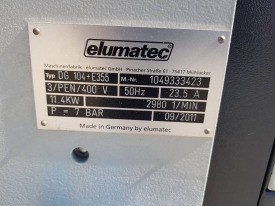 elumatec
Maschinenfabrik - elumatec GmbH - Pinacher Straße 61 - 75417 Mühlacker
Typ DG 104+E355 M.-Nr. 1049333423
3/PEN/400 V 50Hz 23.5 A
11.4KW 2980 1/MIN
P = 7 BAR 09/2011
Made in Germany by elumatec